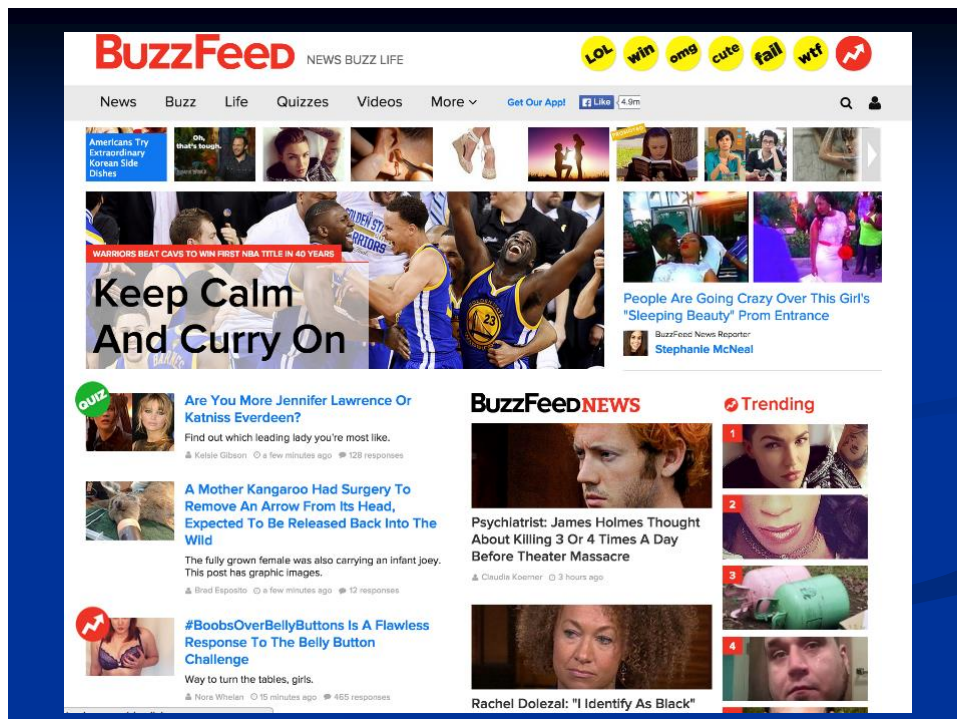 BuzzFeeD NEWS BUZZ LIFE
LOL win omg cute fail wtf
News Buzz Life Quizzes Videos More Get Our App! Like 4.9m
Americans Try
Extraordinary
Korean Side
Dishes
Oh,
that's tough.
GOLDEN STATE
WARRIORS
23
BARNES
WARRIORS BEAT CAVS TO WIN FIRST NBA TITLE IN 40 YEARS
Keep Calm
And Curry On
People Are Going Crazy Over This Girl's
"Sleeping Beauty" Prom Entrance
BuzzFeed News Reporter
Stephanie McNeal
QUIZ
Are You More Jennifer Lawrence Or
Katniss Everdeen?
Find out which leading lady you're most like.
Kelsie Gibson a few minutes ago 128 responses
A Mother Kangaroo Had Surgery To
Remove An Arrow From Its Head,
Expected To Be Released Back Into The
Wild
The fully grown female was also carrying an infant joey.
This post has graphic images.
Brad Esposito a few minutes ago 12 responses
#BoobsOverBellyButtons Is A Flawless
Response To The Belly Button
Challenge
Way to turn the tables, girls.
Nora Whelan 15 minutes ago 465 responses
BuzzFeeD NEWS
Psychiatrist: James Holmes Thought
About Killing 3 Or 4 Times A Day
Before Theater Massacre
Claudia Koerner 3 hours ago
Rachel Dolezal: "I Identify As Black"
Trending
1
2
3
4